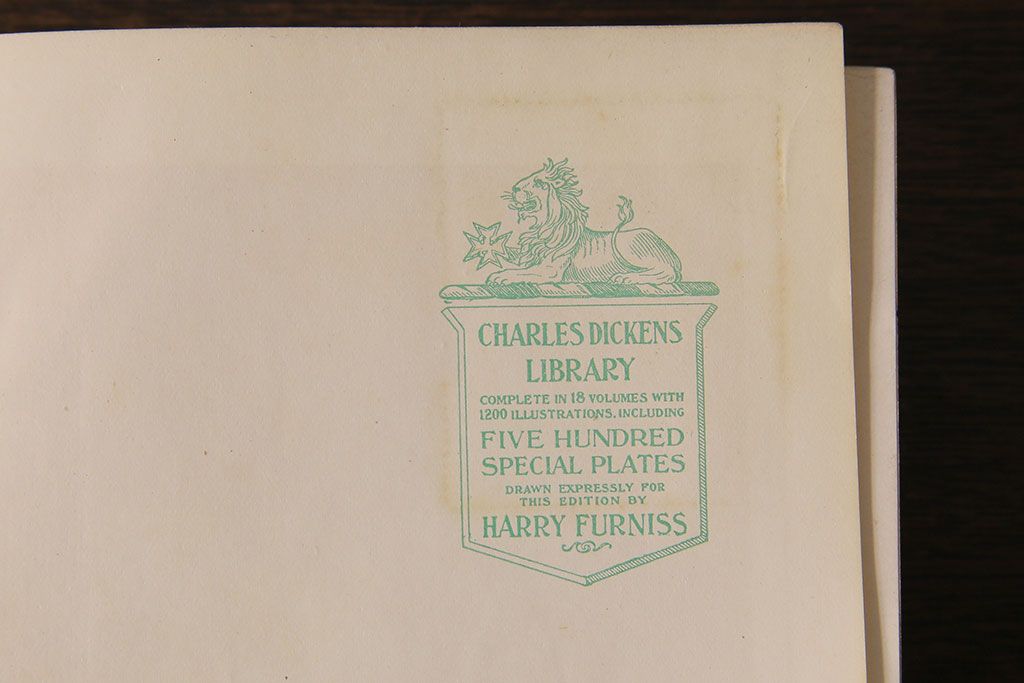 CHARLES DICKENS
LIBRARY
COMPLETE IN 18 VOLUMES WITH
1200 ILLUSTRATIONS, INCLUDING
FIVE HUNDRED
SPECIAL PLATES
DRAWN EXPRESSLY FOR
THIS EDITION BY
HARRY FURNISS